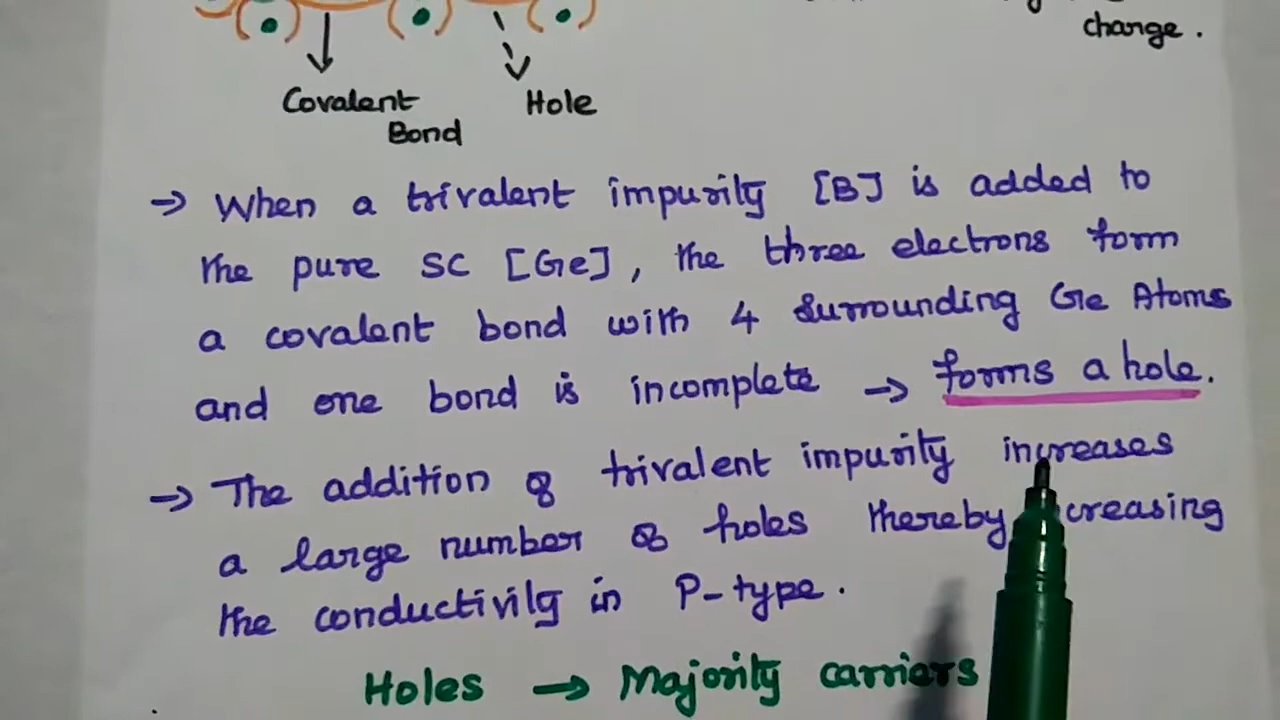 change.
Covalent Hole
Bond
→ When a trivalent impurity [B] is added to
the pure SC [Ge], the three electrons form
a covalent bond with 4 surrounding Ge Atoms
and one bond is incomplete → forms a hole.
→ The addition of trivalent impurity increases
a large number of holes thereby creasing
the conductivity in P-type.
Holes → Majority carriers